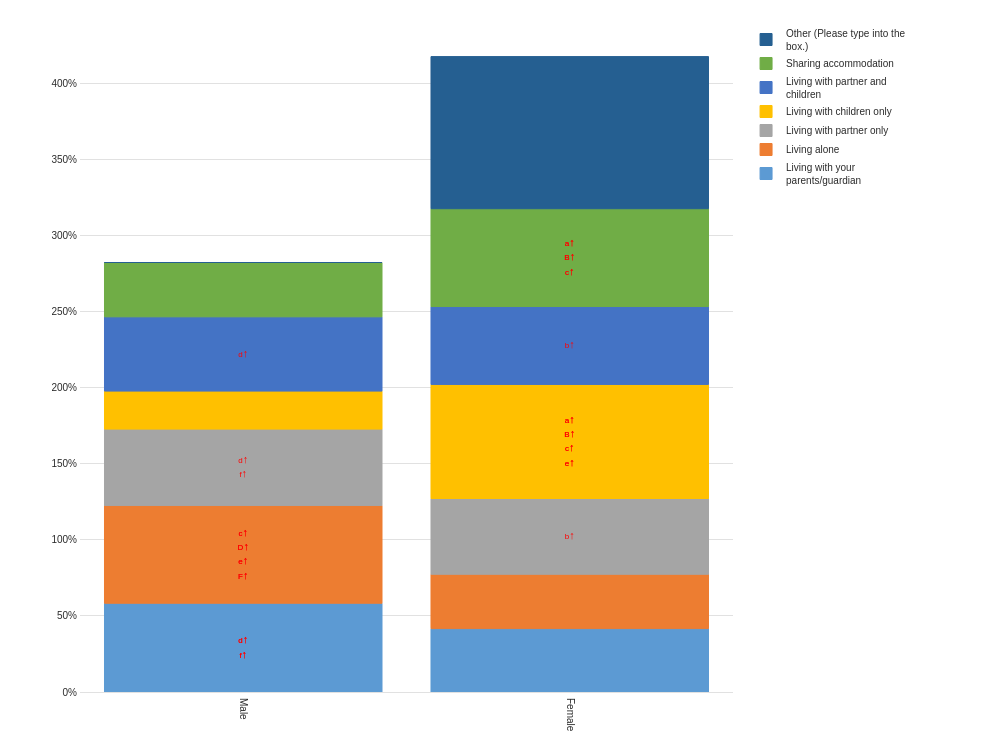 Other (Please type into the
box.)
Sharing accommodation
Living with partner and
children
Living with children only
Living with partner only
Living alone
Living with your
parents/guardian
400%
350%
300%
250%
200%
150%
100%
50%
0%
d↑
d↑
f↑
c↑
D↑
e↑
F↑
d↑
f↑
a↑
B↑
c↑
b↑
a↑
B↑
c↑
e↑
b↑
Male
Female